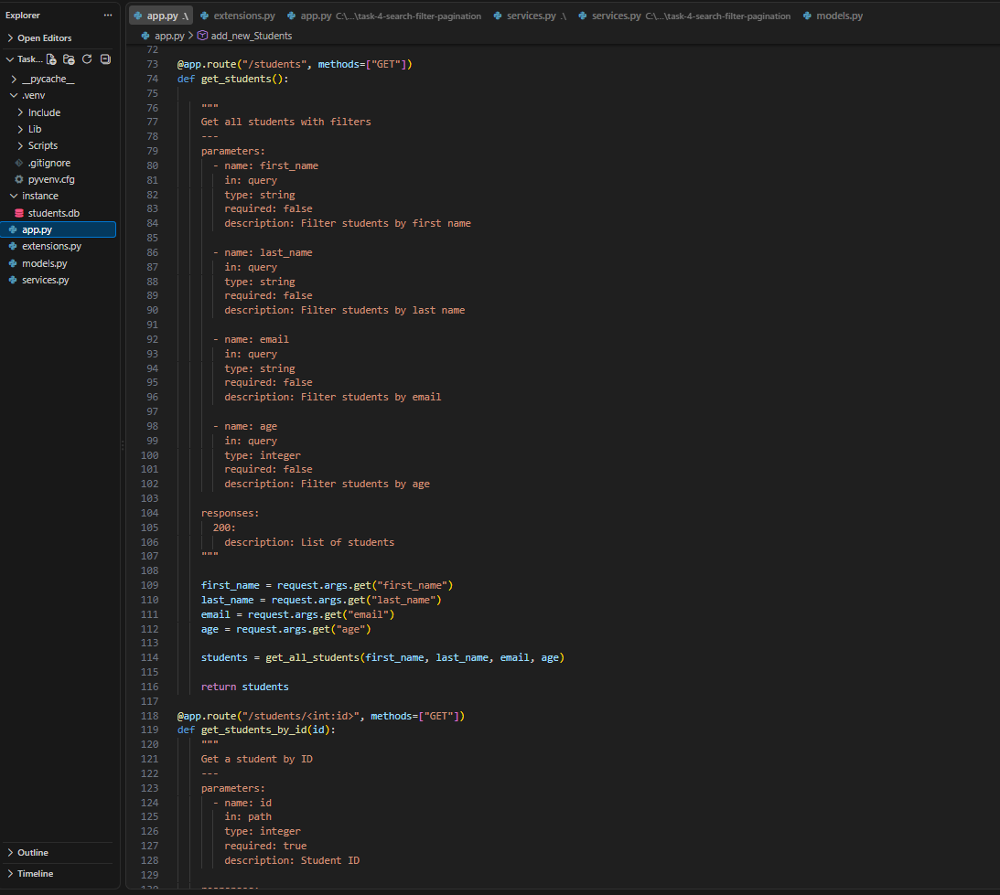 Explorer
Open Editors
Task...
__pycache__
.venv
Include
Lib
Scripts
.gitignore
pyvenv.cfg
instance
students.db
app.py
extensions.py
models.py
services.py
Outline
Timeline
app.py .\ extensions.py app.py C:\...\task-4-search-filter-pagination services.py .\ services.py C:\...\task-4-search-filter-pagination models.py
app.py > add_new_Students
72
73 @app.route("/students", methods=["GET"])
74 def get_students():
75
76 """
77 Get all students with filters
78 ---
79 parameters:
80 - name: first_name
81 in: query
82 type: string
83 required: false
84 description: Filter students by first name
85
86 - name: last_name
87 in: query
88 type: string
89 required: false
90 description: Filter students by last name
91
92 - name: email
93 in: query
94 type: string
95 required: false
96 description: Filter students by email
97
98 - name: age
99 in: query
100 type: integer
101 required: false
102 description: Filter students by age
103
104 responses:
105 200:
106 description: List of students
107 """
108
109 first_name = request.args.get("first_name")
110 last_name = request.args.get("last_name")
111 email = request.args.get("email")
112 age = request.args.get("age")
113
114 students = get_all_students(first_name, last_name, email, age)
115
116 return students
117
118 @app.route("/students/<int:id>", methods=["GET"])
119 def get_students_by_id(id):
120 """
121 Get a student by ID
122 ---
123 parameters:
124 - name: id
125 in: path
126 type: integer
127 required: true
128 description: Student ID
129